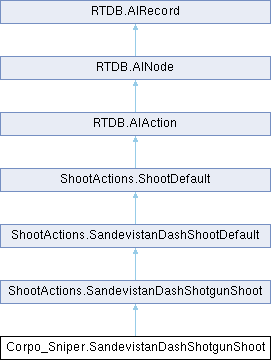 RTDB.AIRecord
RTDB.AINode
RTDB.AIAction
ShootActions.ShootDefault
ShootActions.SandevistanDashShootDefault
ShootActions.SandevistanDashShotgunShoot
Corpo_Sniper.SandevistanDashShotgunShoot